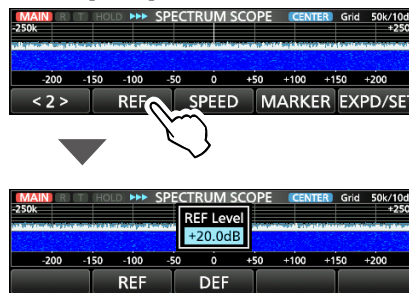 MAIN R T HOLD SPECTRUM SCOPE CENTER Grid 50k/10d
-250k +250
-200 -150 -100 -50 0 +50 +100 +150 +200
< 2 > REF SPEED MARKER EXPD/SE
MAIN R T HOLD SPECTRUM SCOPE CENTER Grid 50k/10d
-250k +250
REF Level
+20.0dB
-200 -150 -100 -50 0 +50 +100 +150 +200
REF DEF